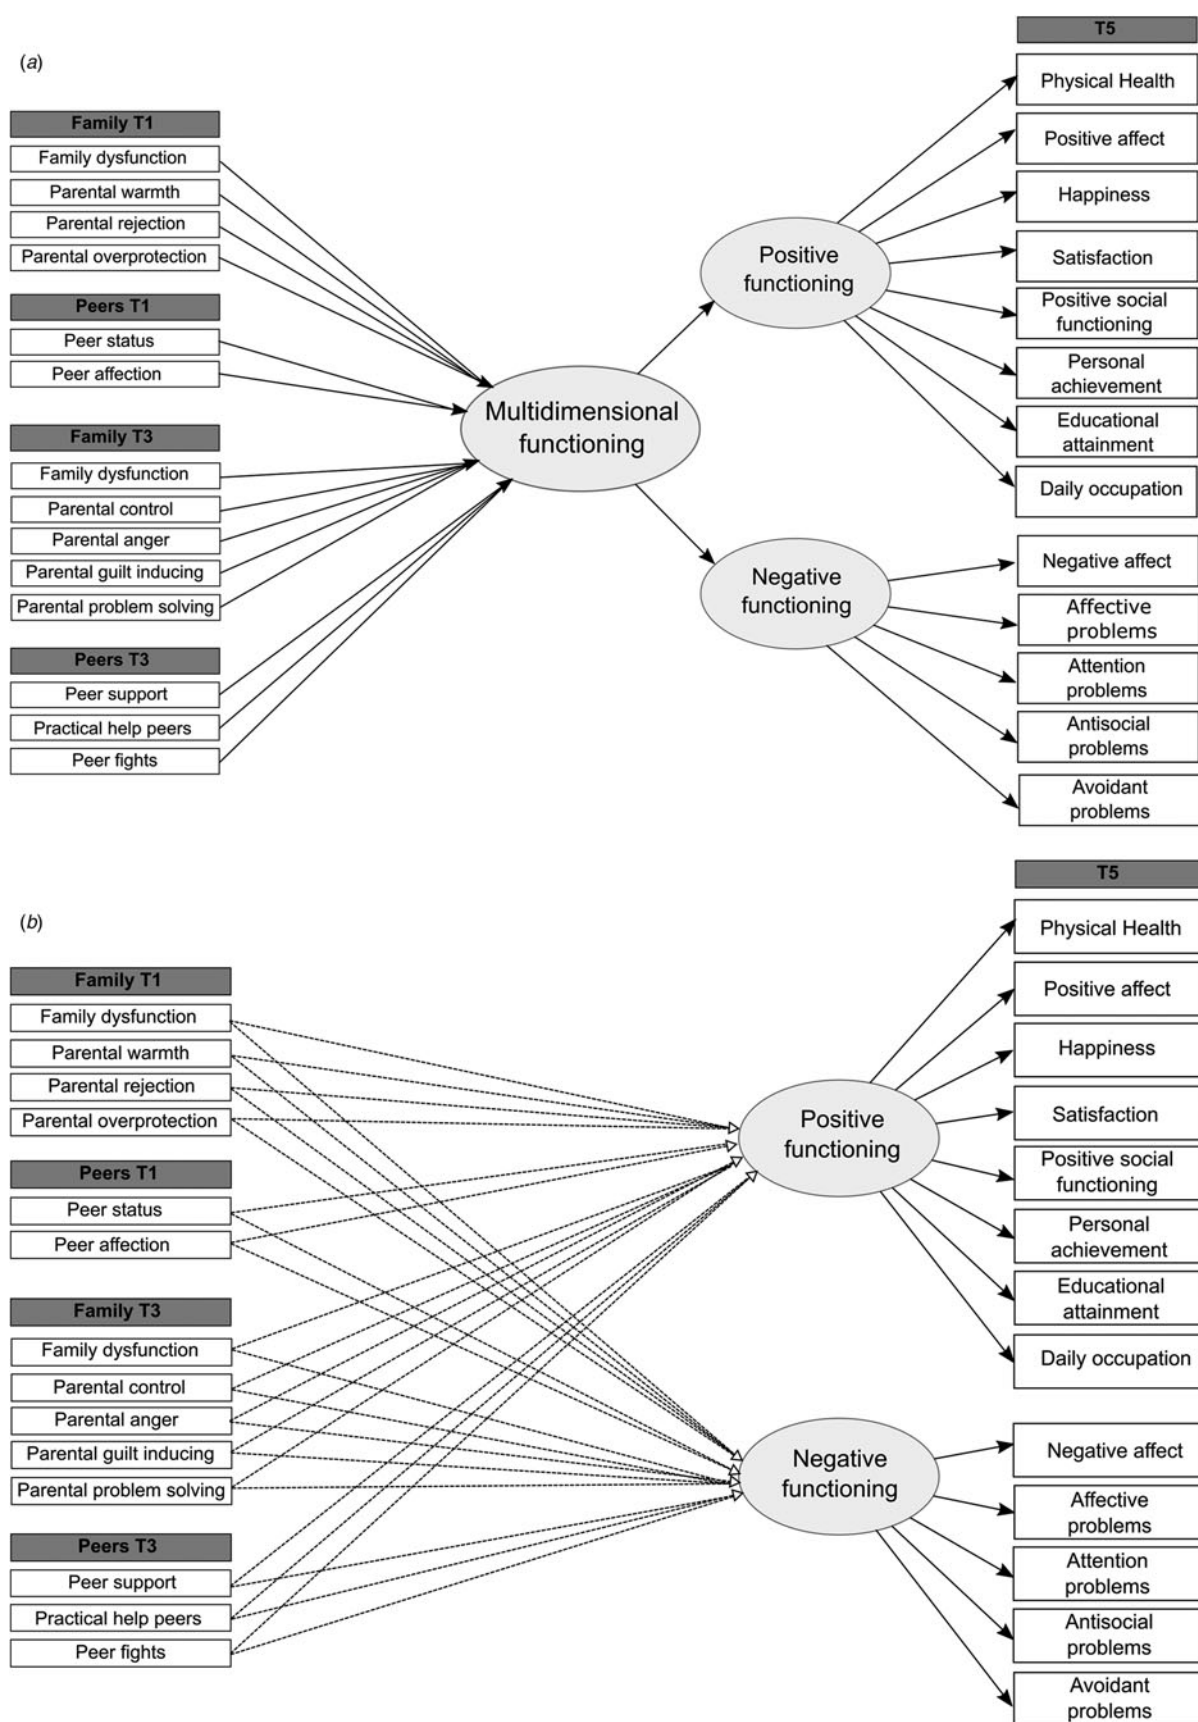 (a)
Family T1
Family dysfunction
Parental warmth
Parental rejection
Parental overprotection
Peers T1
Peer status
Peer affection
Family T3
Family dysfunction
Parental control
Parental anger
Parental guilt inducing
Parental problem solving
Peers T3
Peer support
Practical help peers
Peer fights
Multidimensional
functioning
Positive
functioning
Negative
functioning
T5
Physical Health
Positive affect
Happiness
Satisfaction
Positive social
functioning
Personal
achievement
Educational
attainment
Daily occupation
Negative affect
Affective
problems
Attention
problems
Antisocial
problems
Avoidant
problems
(b)
Family T1
Family dysfunction
Parental warmth
Parental rejection
Parental overprotection
Peers T1
Peer status
Peer affection
Family T3
Family dysfunction
Parental control
Parental anger
Parental guilt inducing
Parental problem solving
Peers T3
Peer support
Practical help peers
Peer fights
Positive
functioning
Negative
functioning
T5
Physical Health
Positive affect
Happiness
Satisfaction
Positive social
functioning
Personal
achievement
Educational
attainment
Daily occupation
Negative affect
Affective
problems
Attention
problems
Antisocial
problems
Avoidant
problems